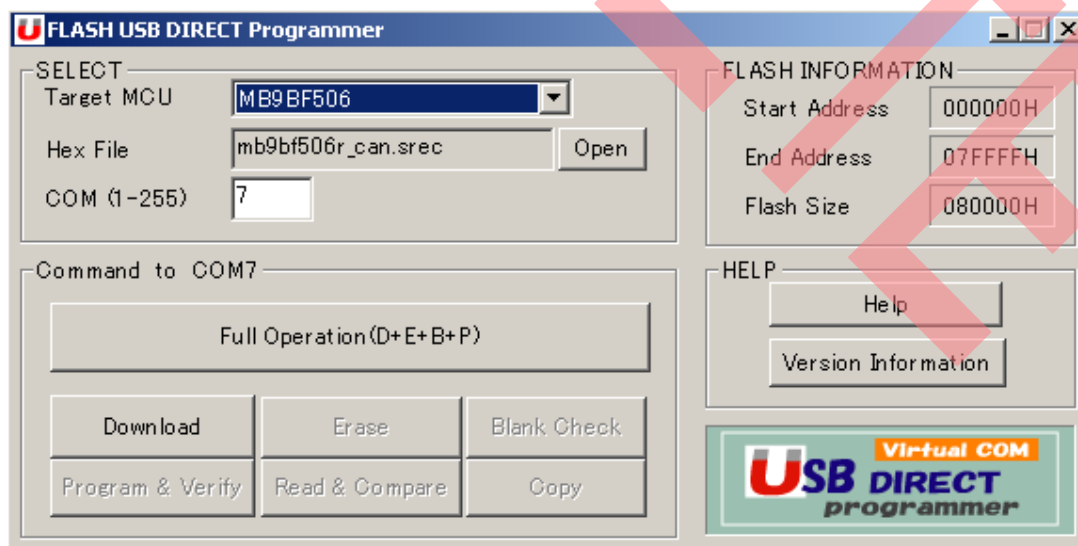 FLASH USB DIRECT Programmer
SELECT
Target MCU MB9BF506
Hex File mb9bf506r_can.srec Open
COM (1-255) 7
FLASH INFORMATION
Start Address 000000H
End Address 07FFFFH
Flash Size 080000H
Command to COM7
Full Operation(D+E+B+P)
Download Erase Blank Check
Program & Verify Read & Compare Copy
HELP
Help
Version Information
Virtual COM
USB DIRECT
programmer